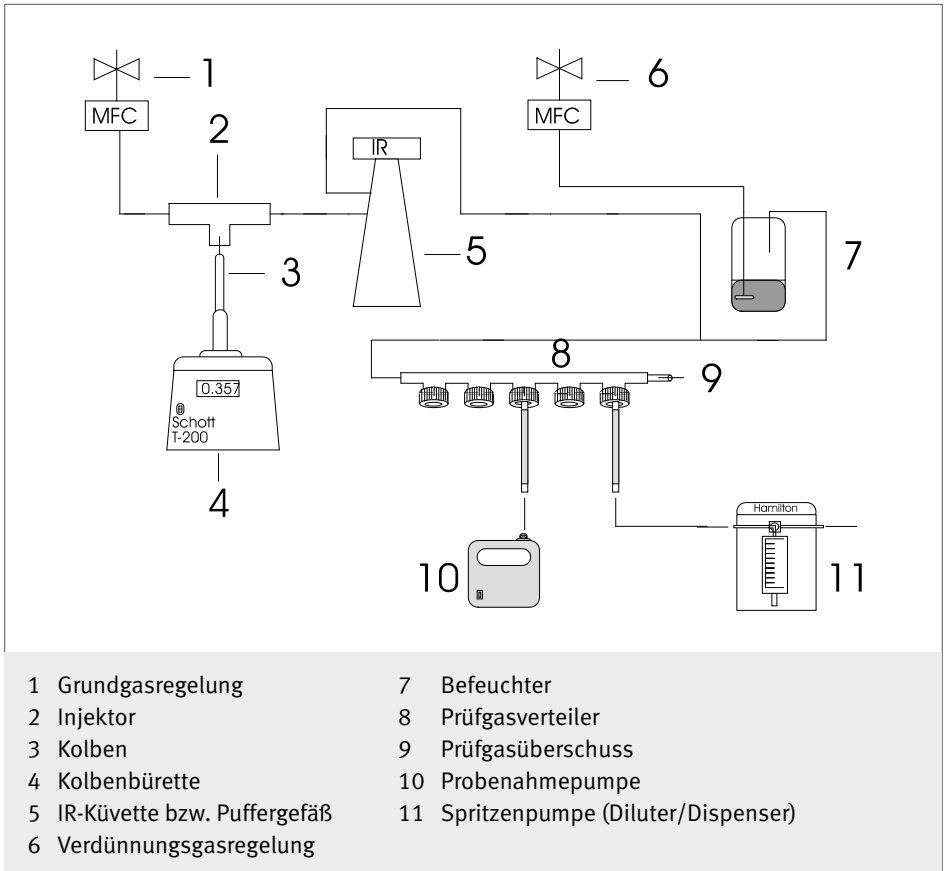 1
6
MFC
MFC
2
IR
5
7
3
8
9
0.357
Schott
T-200
4
Hamilton
10
11
1 Grundgasregelung
2 Injektor
3 Kolben
4 Kolbenbürette
5 IR-Küvette bzw. Puffergefäß
6 Verdünnungsgasregelung
7 Befeuchter
8 Prüfgasverteiler
9 Prüfgasüberschuss
10 Probenahmepumpe
11 Spritzenpumpe (Diluter/Dispenser)